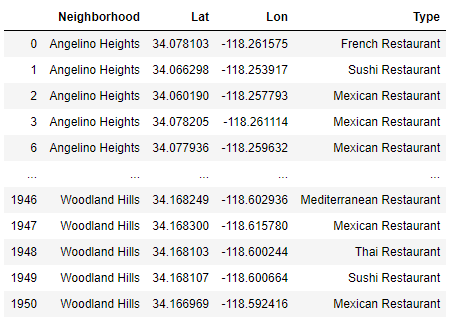 Neighborhood Lat Lon Type
0 Angelino Heights 34.078103 -118.261575 French Restaurant
1 Angelino Heights 34.066298 -118.253917 Sushi Restaurant
2 Angelino Heights 34.060190 -118.257793 Mexican Restaurant
3 Angelino Heights 34.078205 -118.261114 Mexican Restaurant
6 Angelino Heights 34.077936 -118.259632 Mexican Restaurant
... ... ... ... ...
1946 Woodland Hills 34.168249 -118.602936 Mediterranean Restaurant
1947 Woodland Hills 34.168300 -118.615780 Mexican Restaurant
1948 Woodland Hills 34.168103 -118.600244 Thai Restaurant
1949 Woodland Hills 34.168107 -118.600664 Sushi Restaurant
1950 Woodland Hills 34.166969 -118.592416 Mexican Restaurant